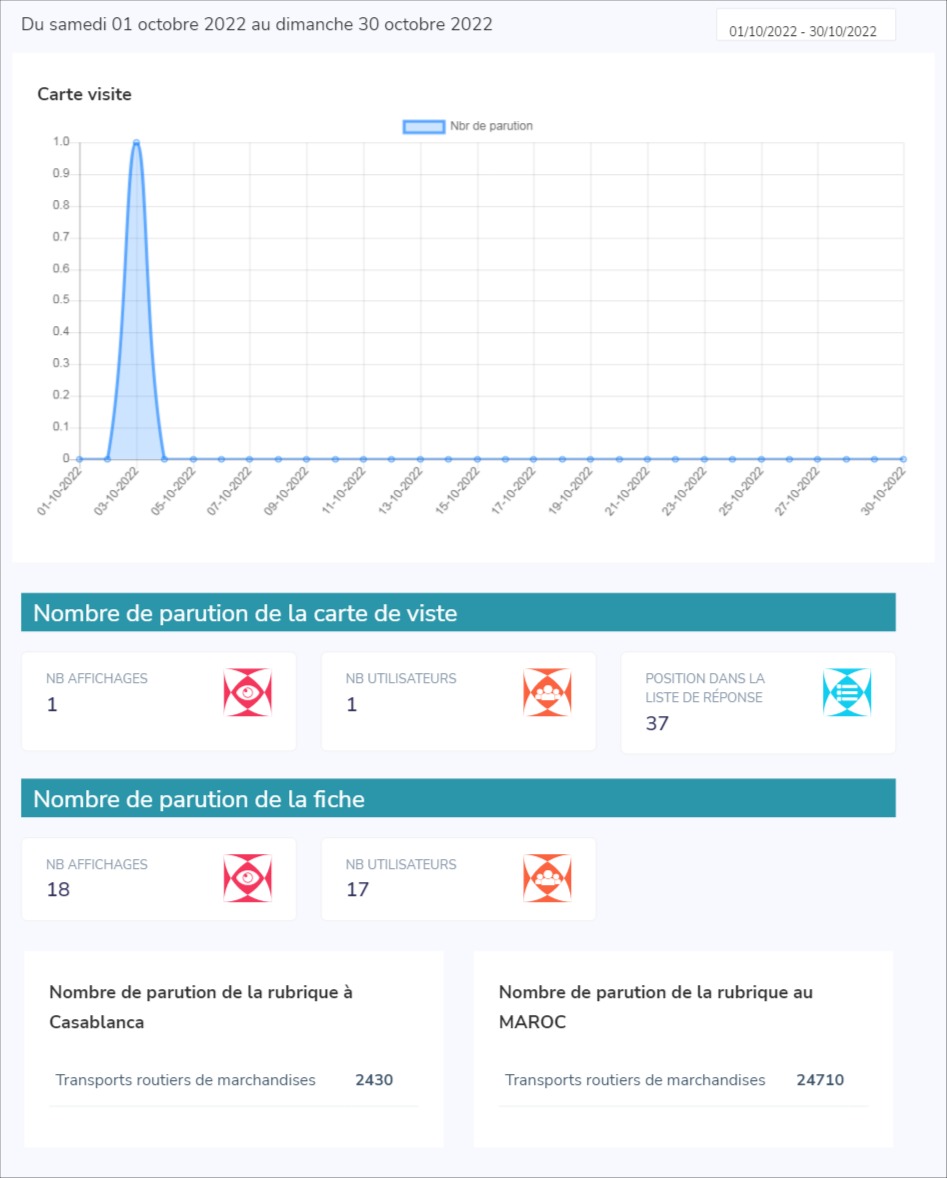 Du samedi 01 octobre 2022 au dimanche 30 octobre 2022
01/10/2022 - 30/10/2022
Carte visite
Nbr de parution
1.0
0.9
0.8
0.7
0.6
0.5
0.4
0.3
0.2
0.1
0
01-10-2022
03-10-2022
05-10-2022
07-10-2022
09-10-2022
11-10-2022
13-10-2022
15-10-2022
17-10-2022
19-10-2022
21-10-2022
23-10-2022
25-10-2022
27-10-2022
30-10-2022
Nombre de parution de la carte de viste
NB AFFICHAGES
1
NB UTILISATEURS
1
POSITION DANS LA
LISTE DE RÉPONSE
37
Nombre de parution de la fiche
NB AFFICHAGES
18
NB UTILISATEURS
17
Nombre de parution de la rubrique à
Casablanca
Transports routiers de marchandises 2430
Nombre de parution de la rubrique au
MAROC
Transports routiers de marchandises 24710